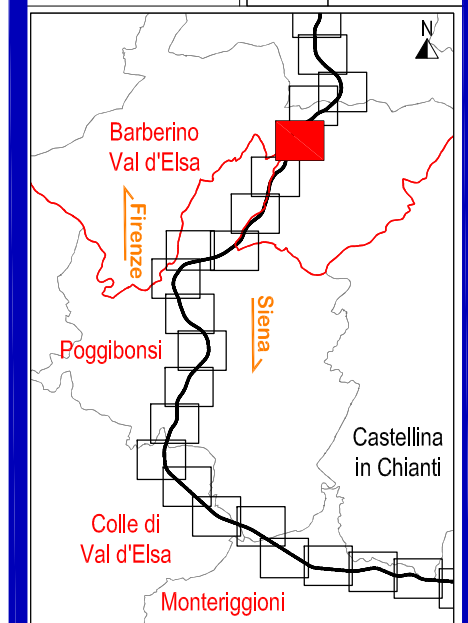 N
Barberino
Val d'Elsa
Firenze
Siena
Poggibonsi
Castellina
in Chianti
Colle di
Val d'Elsa
Monteriggioni